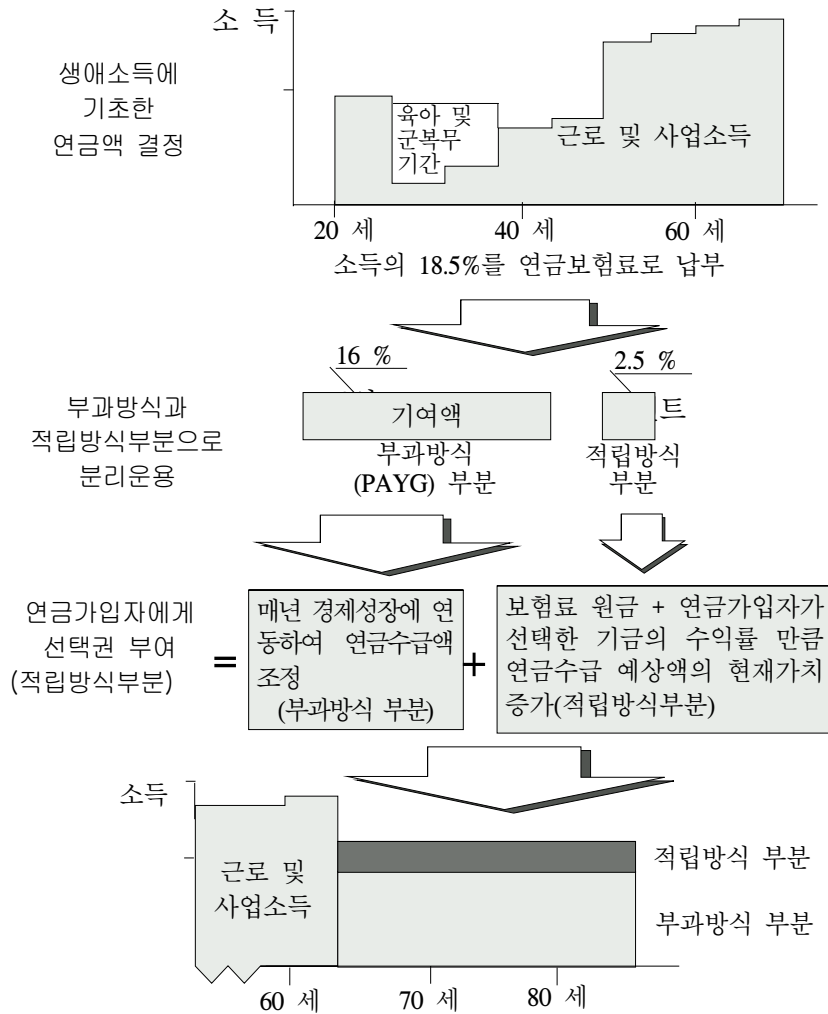 소 득
생애소득에
기초한
연금액 결정
육아 및
군복무
기간
근로 및 사업소득
20 세
40 세
60 세
소득의 18.5%를 연금보험료로 납부
16 %
2.5 %
부과방식과
적립방식부분으로
분리운용
기여액
트
부과방식
(PAYG) 부분
적립방식
부분
연금가입자에게
선택권 부여
(적립방식부분)
=
매년 경제성장에 연
동하여 연금수급액
조정
(부과방식 부분)
+
보험료 원금 + 연금가입자가
선택한 기금의 수익률 만큼
연금수급 예상액의 현재가치
증가(적립방식부분)
소득
근로 및
사업소득
적립방식 부분
부과방식 부분
60 세
70 세
80 세